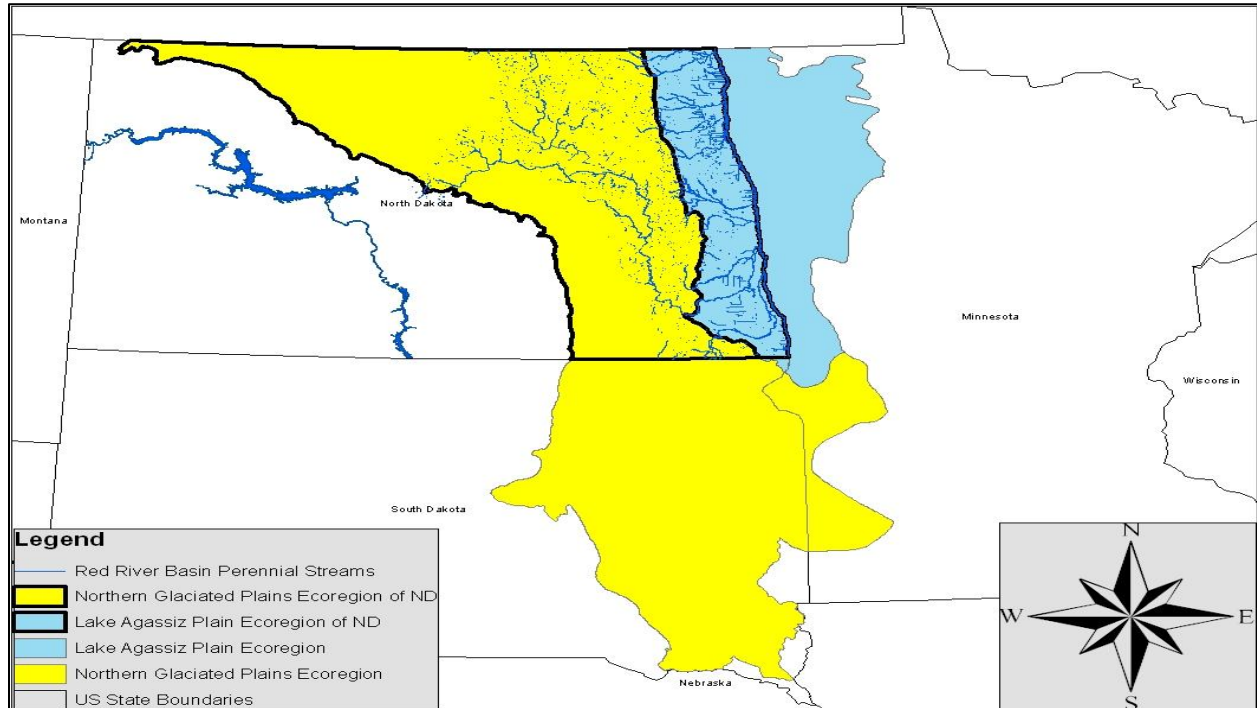 North Dakota
Montana
Minnesota
Wisconsin
South Dakota
Nebraska
Legend
Red River Basin Perennial Streams
Northern Glaciated Plains Ecoregion of ND
Lake Agassiz Plain Ecoregion of ND
Lake Agassiz Plain Ecoregion
Northern Glaciated Plains Ecoregion
US State Boundaries
N
W
E
S